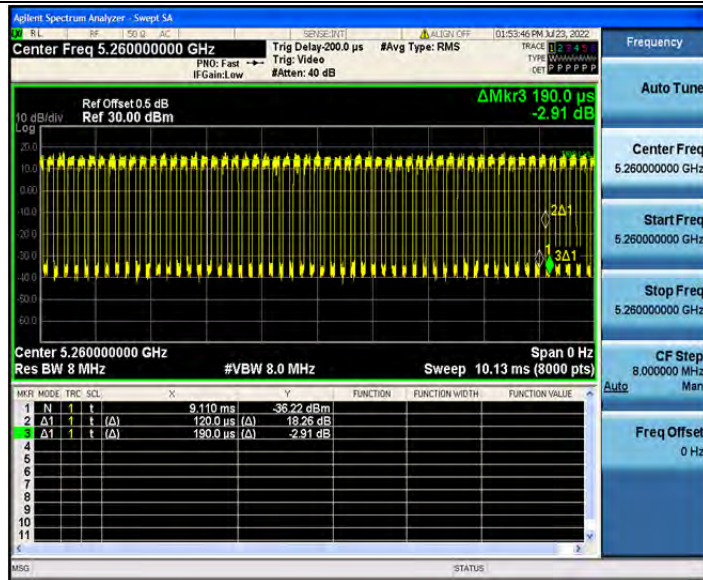 Agilent Spectrum Analyzer - Swept SA
RL RF 50 Ω AC SENSE:INT ALIGN OFF 01:53:46 PM Jul 23, 2022
Center Freq 5.260000000 GHz
PNO: Fast
IFGain:Low
Trig Delay-200.0 µs
Trig: Video
#Atten: 40 dB
#Avg Type: RMS
TRACE 1 2 3 4 5 6
TYPE
DET P P P P P P
Ref Offset 0.5 dB
Ref 30.00 dBm
10 dB/div
Log
ΔMkr3 190.0 µs
-2.91 dB
20.0
10.0
0.00
-10.0
-20.0
-30.0
-40.0
-50.0
-60.0
2Δ1
1
3Δ1
Center 5.260000000 GHz
Span 0 Hz
Res BW 8 MHz
#VBW 8.0 MHz
Sweep 10.13 ms (8000 pts)
MKR MODE TRC SCL X Y FUNCTION FUNCTION WIDTH FUNCTION VALUE
1 N 1 t 9.110 ms -36.22 dBm
2 Δ1 1 t (Δ) 120.0 µs (Δ) 18.26 dB
3 Δ1 1 t (Δ) 190.0 µs (Δ) -2.91 dB
4
5
6
7
8
9
10
11
MSG
STATUS
Frequency
Auto Tune
Center Freq
5.260000000 GHz
Start Freq
5.260000000 GHz
Stop Freq
5.260000000 GHz
CF Step
8.000000 MHz
Auto Man
Freq Offset
0 Hz